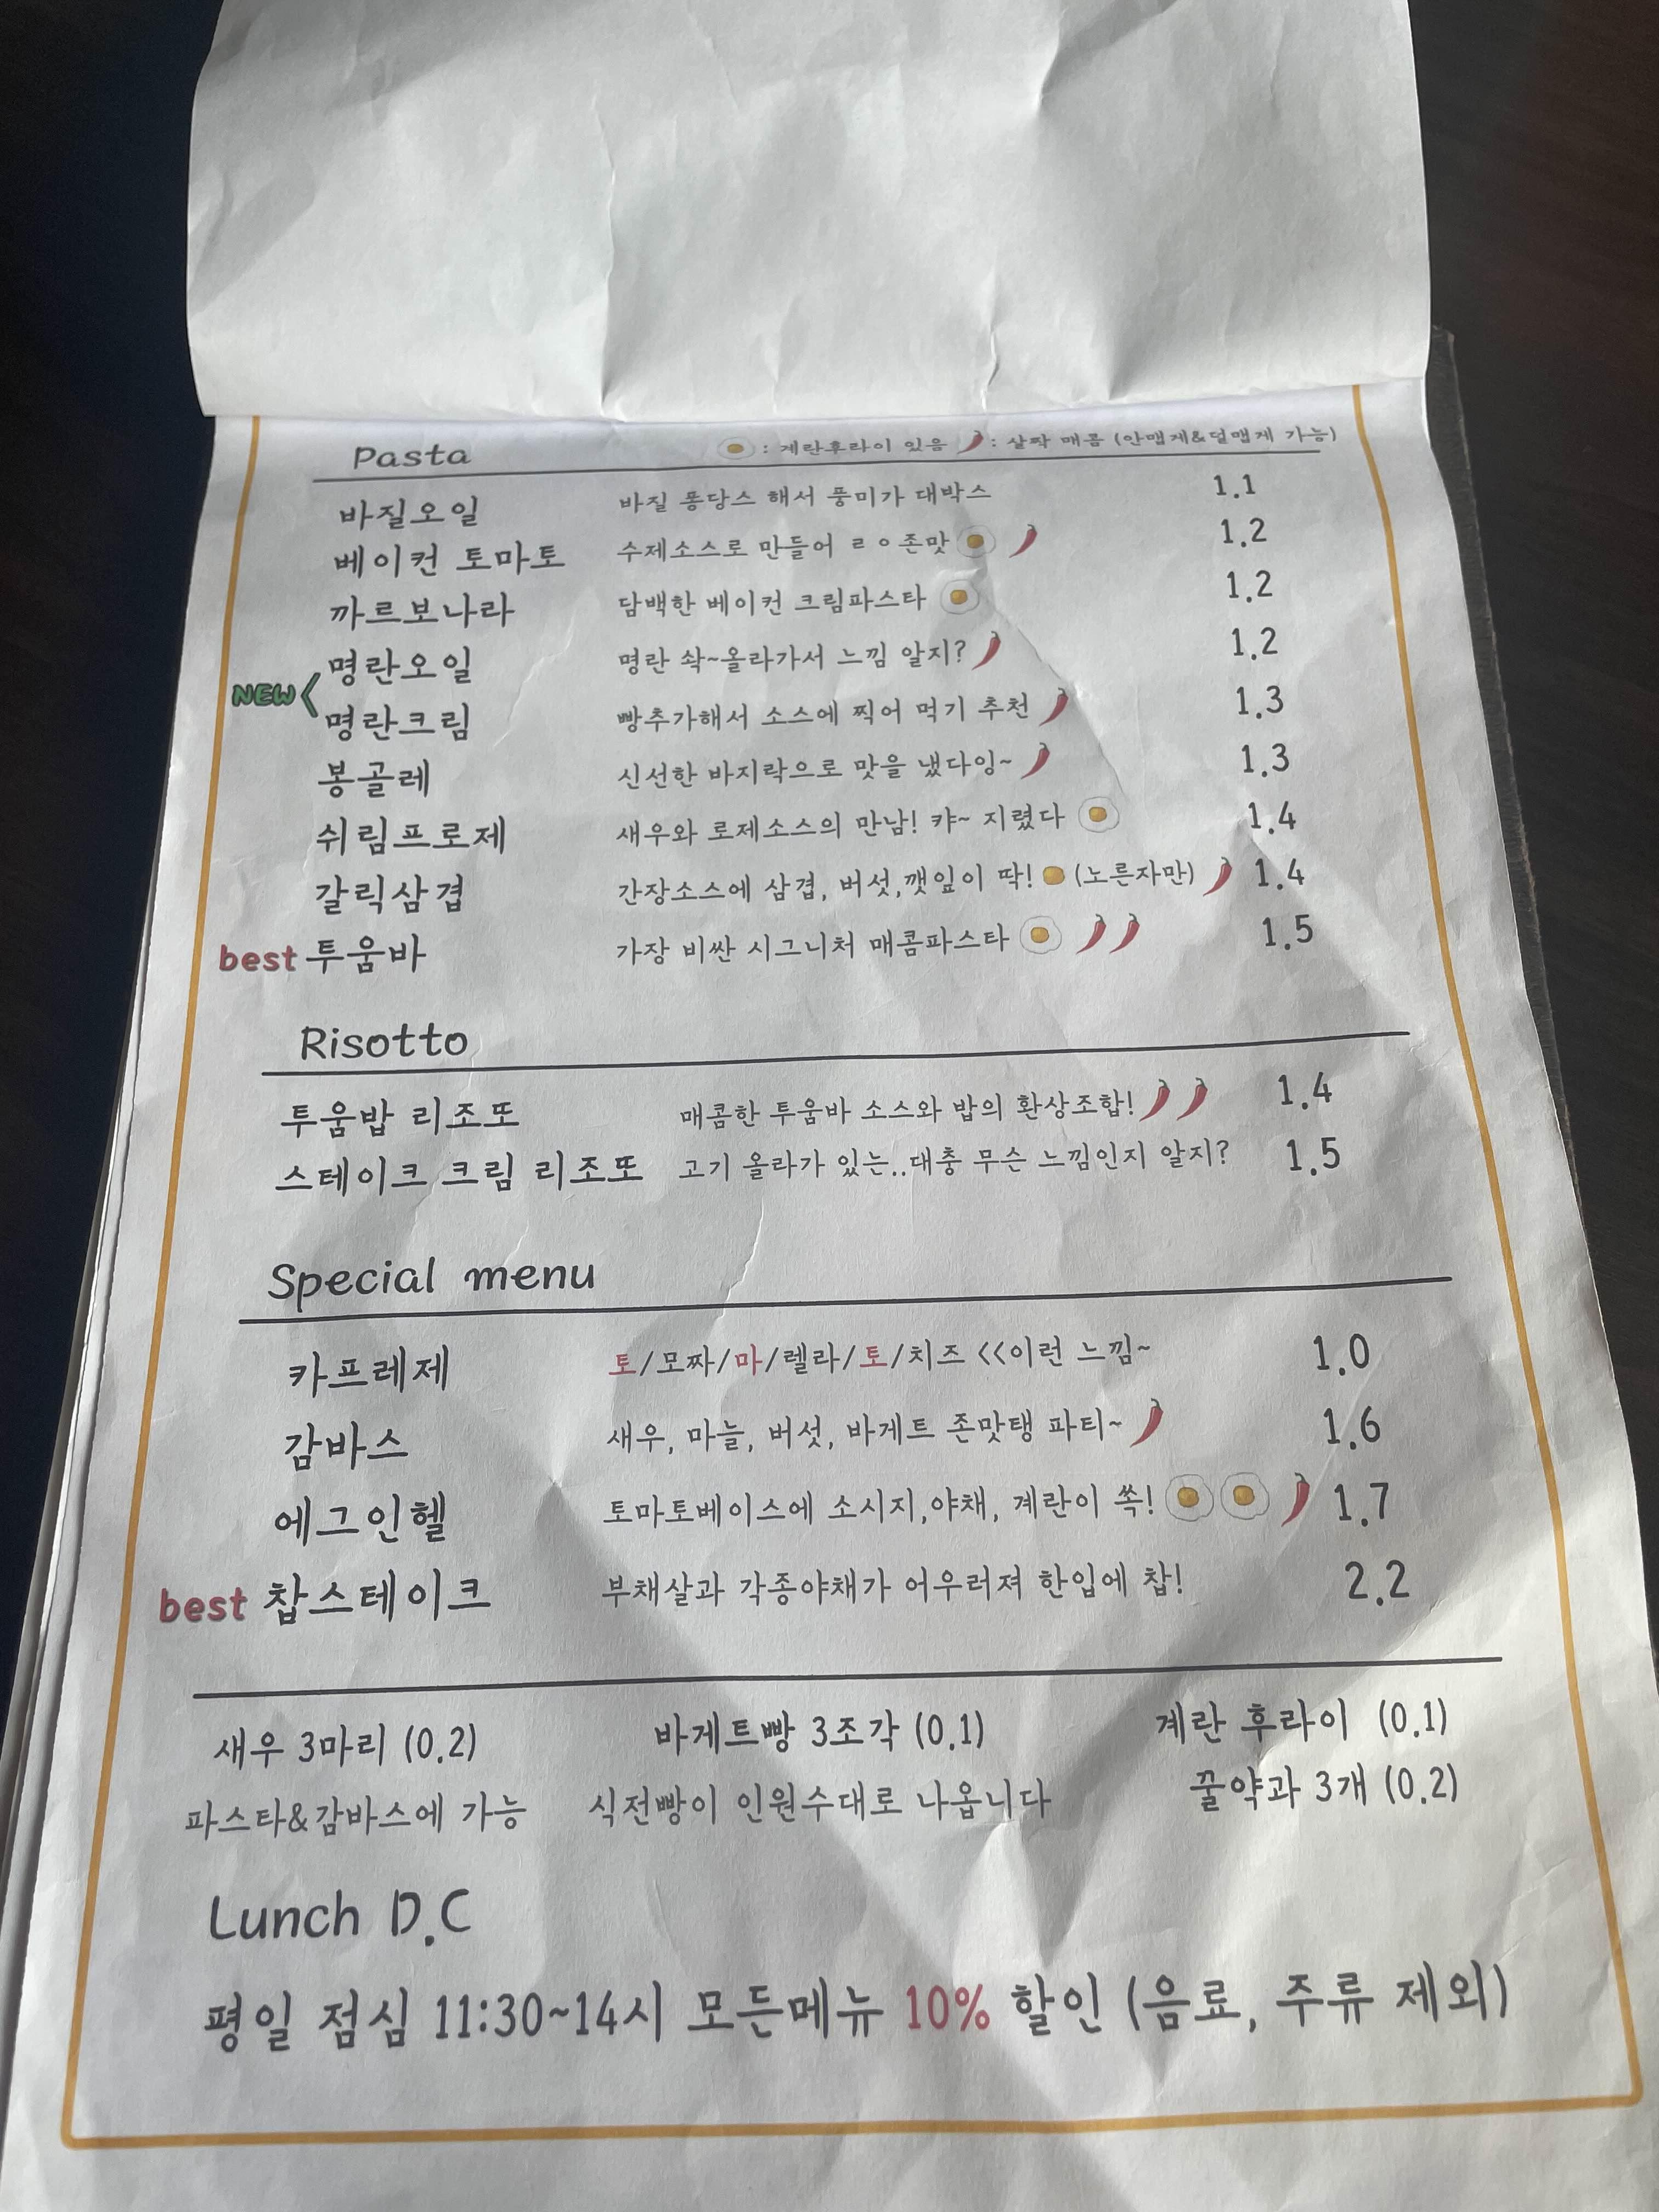 Pasta : 계란후라이 있음 : 살짝 매콤 (안맵게&덜맵게 가능)
바질오일 바질 퐁당스 해서 풍미가 대박스 1.1
베이컨 토마토 수제소스로 만들어 ㄹㅇ존맛 1.2
까르보나라 담백한 베이컨 크림파스타 1.2
명란오일 명란 솩~올라가서 느낌 알지? 1.2
NEW
명란크림 빵추가해서 소스에 찍어 먹기 추천 1.3
봉골레 신선한 바지락으로 맛을 냈다잉~ 1.3
쉬림프로제 새우와 로제소스의 만남! 캬~ 지렸다 1.4
갈릭삼겹 간장소스에 삼겹, 버섯,깻잎이 딱! (노른자만) 1.4
best 투움바 가장 비싼 시그니처 매콤파스타 1.5
Risotto
투움밥 리조또 매콤한 투움바 소스와 밥의 환상조합! 1.4
스테이크 크림 리조또 고기 올라가 있는..대충 무슨 느낌인지 알지? 1.5
Special menu
카프레제 토/모짜/마/렐라/토/치즈 <<이런 느낌~ 1.0
감바스 새우, 마늘, 버섯, 바게트 존맛탱 파티~ 1.6
에그인헬 토마토베이스에 소시지,야채, 계란이 쏙! 1.7
best 찹스테이크 부채살과 각종야채가 어우러져 한입에 찹! 2.2
새우 3마리 (0.2) 바게트빵 3조각 (0.1) 계란 후라이 (0.1)
파스타&감바스에 가능 식전빵이 인원수대로 나옵니다 꿀약과 3개 (0.2)
Lunch D.C
평일 점심 11:30~14시 모든메뉴 10% 할인 (음료, 주류 제외)